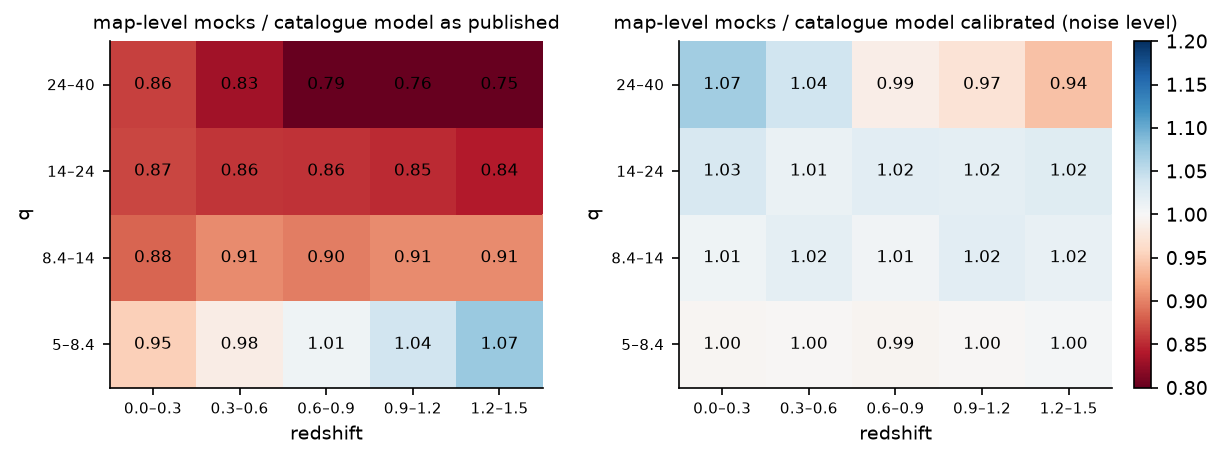 map-level mocks / catalogue model as published
24–40 0.86 0.83 0.79 0.76 0.75
14–24 0.87 0.86 0.86 0.85 0.84
q
8.4–14 0.88 0.91 0.90 0.91 0.91
5–8.4 0.95 0.98 1.01 1.04 1.07
0.0–0.3 0.3–0.6 0.6–0.9 0.9–1.2 1.2–1.5
redshift
map-level mocks / catalogue model calibrated (noise level)
24–40 1.07 1.04 0.99 0.97 0.94
14–24 1.03 1.01 1.02 1.02 1.02
q
8.4–14 1.01 1.02 1.01 1.02 1.02
5–8.4 1.00 1.00 0.99 1.00 1.00
0.0–0.3 0.3–0.6 0.6–0.9 0.9–1.2 1.2–1.5
redshift
1.20
1.15
1.10
1.05
1.00
0.95
0.90
0.85
0.80